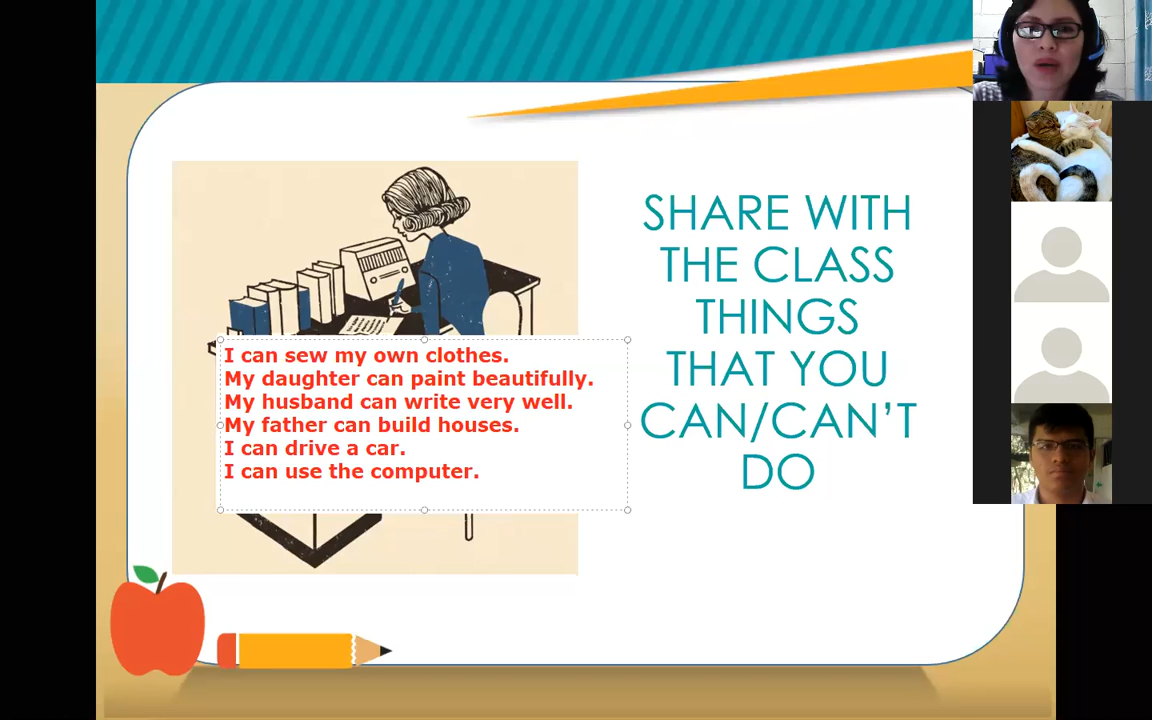 I can sew my own clothes.
My daughter can paint beautifully.
My husband can write very well.
My father can build houses.
I can drive a car.
I can use the computer.
SHARE WITH
THE CLASS
THINGS
THAT YOU
CAN/CAN'T
DO